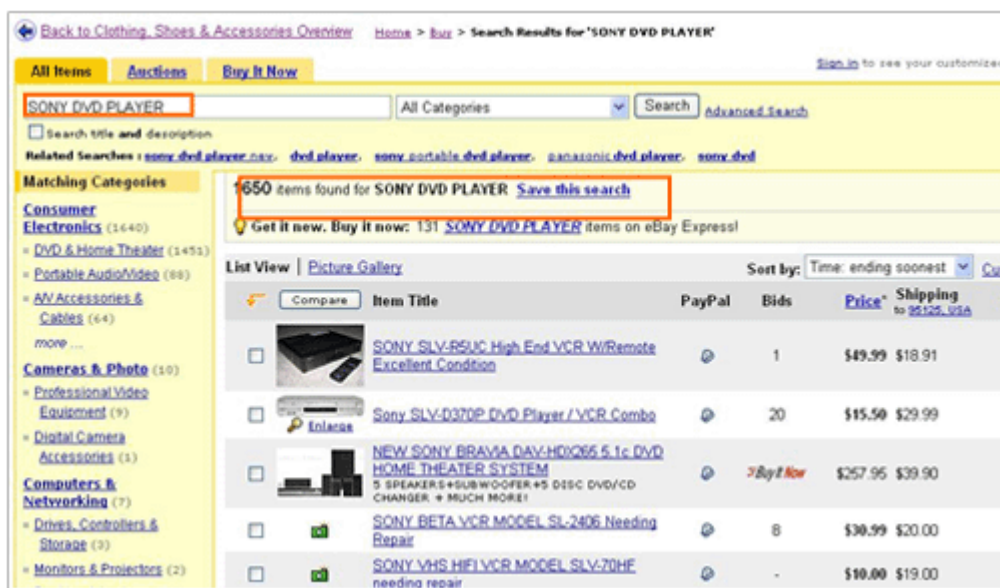 Back to Clothing, Shoes & Accessories Overview Home > Buy > Search Results for 'SONY DVD PLAYER'
All Items Auctions Buy It Now Sign in to see your customized
SONY DVD PLAYER All Categories Search Advanced Search
Search title and description
Related Searches : sony dvd player nsx, dvd player, sony portable dvd player, panasonic dvd player, sony dvd
Matching Categories
Consumer
Electronics (1640)
DVD & Home Theater (1451)
Portable Audio/Video (88)
A/V Accessories &
Cables (64)
more ...
Cameras & Photo (10)
Professional Video
Equipment (9)
Digital Camera
Accessories (1)
Computers &
Networking (7)
Drives, Controllers &
Storage (3)
Monitors & Projectors (2)
1650 items found for SONY DVD PLAYER Save this search
Get it new. Buy it now: 131 SONY DVD PLAYER items on eBay Express!
List View | Picture Gallery Sort by: Time: ending soonest
Compare Item Title PayPal Bids Price Shipping
to 95125, USA
SONY SLV-R5UC High End VCR W/Remote
Excellent Condition 1 $49.99 $18.91
Sony SLV-D370P DVD Player / VCR Combo 20 $15.50 $29.99
Enlarge
NEW SONY BRAVIA DAV-HDX265 5.1c DVD
HOME THEATER SYSTEM Buy It Now $257.95 $39.90
5 SPEAKERS+SUBWOOFER+5 DISC DVD/CD
CHANGER + MUCH MORE!
SONY BETA VCR MODEL SL-2406 Needing
Repair 8 $30.99 $20.00
SONY VHS HIFI VCR MODEL SLV-70HF
needing repair - $10.00 $19.00